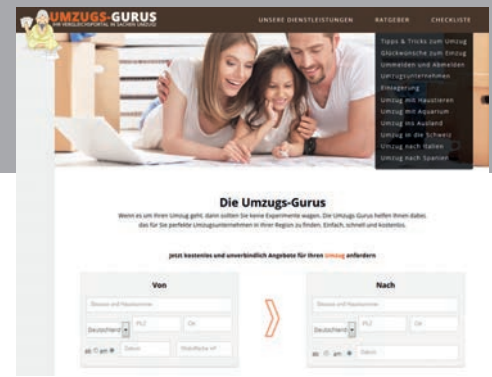 UMZUGS-GURUS
IHR VERGLEICHSPORTAL IN SACHEN UMZUG
UNSERE DIENSTLEISTUNGEN
RATGEBER
CHECKLISTE
Tipps & Tricks zum Umzug
Glückwünsche zum Einzug
Ummelden und Abmelden
Umzugsunternehmen
Einlagerung
Umzug mit Haustieren
Umzug mit Aquarium
Umzug ins Ausland
Umzug in die Schweiz
Umzug nach Italien
Umzug nach Spanien
Die Umzugs-Gurus
Wenn es um Ihren Umzug geht, dann sollten Sie keine Experimente wagen. Die Umzugs Gurus helfen Ihnen dabei,
das für Sie perfekte Umzugsunternehmen in Ihrer Region zu finden. Einfach, schnell und kostenlos.
Jetzt kostenlos und unverbindlich Angebote für Ihren Umzug anfordern
Von
Strasse und Hausnummer
Deutschland
PLZ
Ort
ab
am
Datum
Wohnfläche m²
Nach
Strasse und Hausnummer
Deutschland
PLZ
Ort
ab
am
Datum